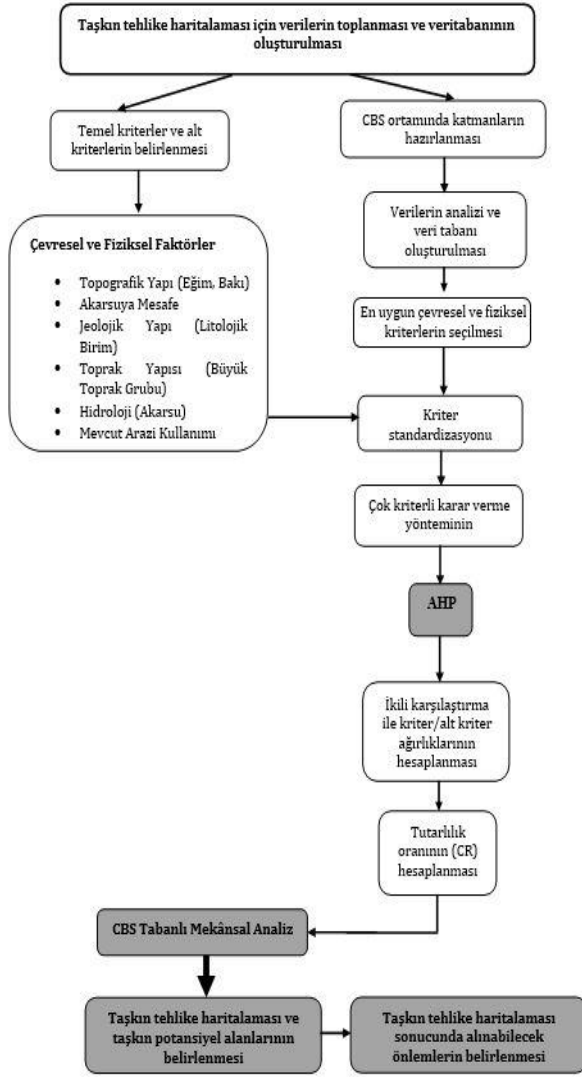 Taşkın tehlike haritalaması için verilerin toplanması ve veritabanının
oluşturulması
Temel kriterler ve alt
kriterlerin belirlenmesi
CBS ortamında katmanların
hazırlanması
Çevresel ve Fiziksel Faktörler
• Topografik Yapı (Eğim, Bakı)
• Akarsuya Mesafe
• Jeolojik Yapı (Litolojik
Birim)
• Toprak Yapısı (Büyük
Toprak Grubu)
• Hidroloji (Akarsu)
• Mevcut Arazi Kullanımı
Verilerin analizi ve
veri tabanı
oluşturulması
En uygun çevresel ve fiziksel
kriterlerin seçilmesi
Kriter
standardizasyonu
Çok kriterli karar verme
yönteminin
AHP
İkili karşılaştırma
ile kriter/alt kriter
ağırlıklarının
hesaplanması
Tutarlılık
oranının (CR)
hesaplanması
CBS Tabanlı Mekânsal Analiz
Taşkın tehlike haritalaması ve
taşkın potansiyel alanlarının
belirlenmesi
Taşkın tehlike haritalaması
sonucunda alınabilecek
önlemlerin belirlenmesi